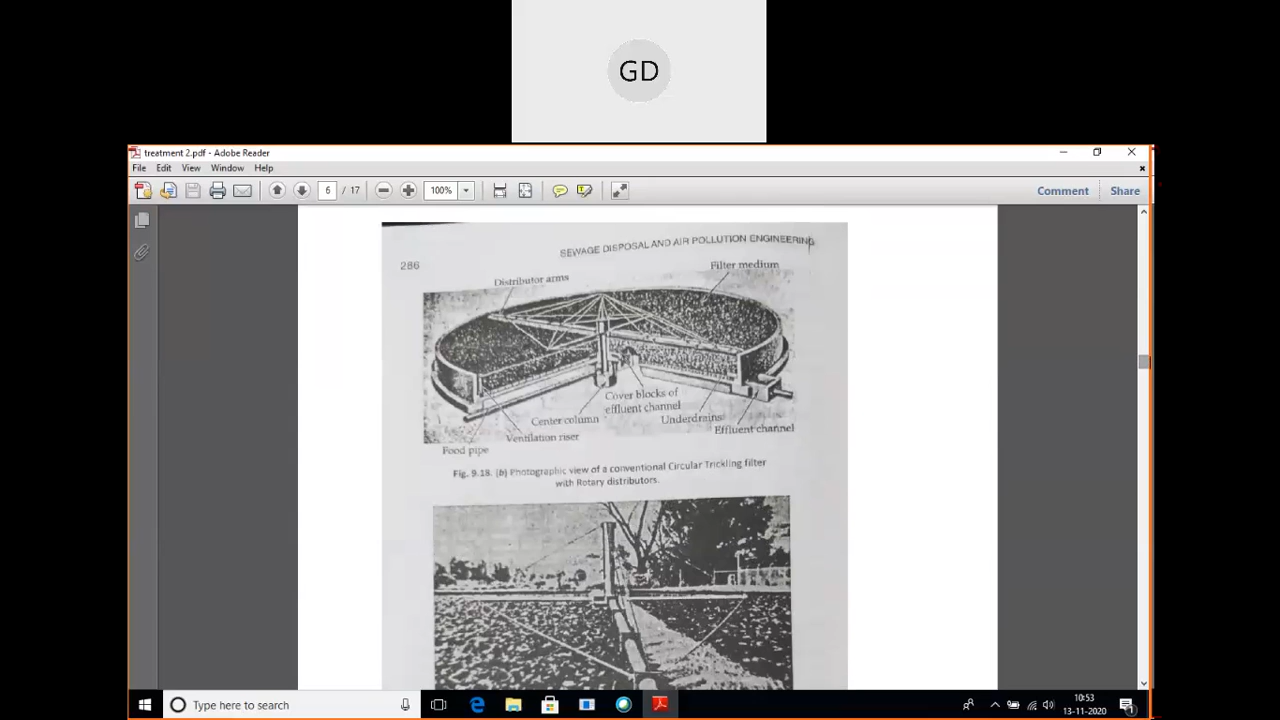 GD
treatment 2.pdf - Adobe Reader
File Edit View Window Help
6 / 17 100% Comment Share
SEWAGE DISPOSAL AND AIR POLLUTION ENGINEERING
286
Filter medium
Distributor arms
Cover blocks of
effluent channel
Center column
Underdrains
Effluent channel
Ventilation riser
Food pipe
Fig. 9.18. (b) Photographic view of a conventional Circular Trickling filter
with Rotary distributors.
Type here to search
10:53
13-11-2020
1